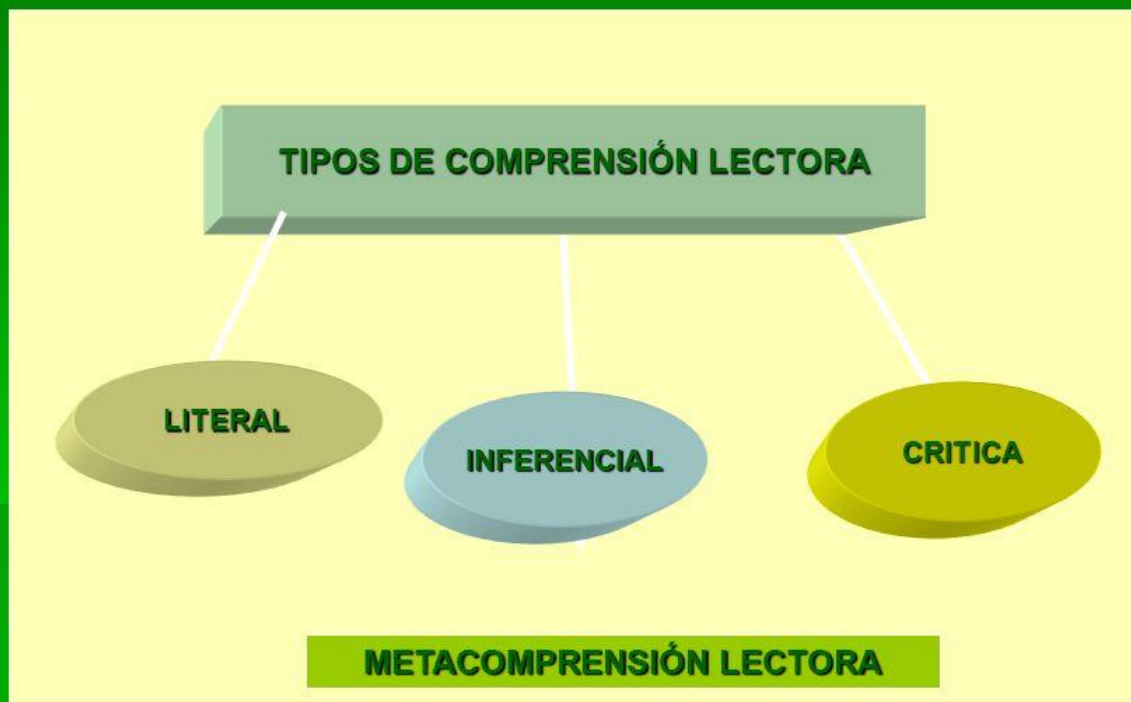 TIPOS DE COMPRENSIÓN LECTORA
LITERAL
INFERENCIAL
CRITICA
METACOMPRENSIÓN LECTORA